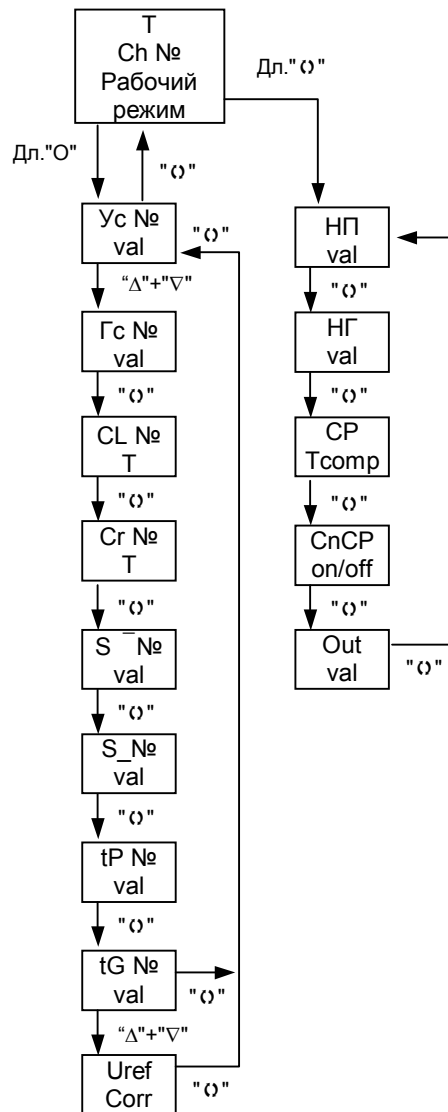 T
Ch №
Рабочий
режим
Дл."O"
"O"
Дл."O"
Ус №
val
"O"
"Δ"+"∇"
Гс №
val
"O"
CL №
T
"O"
Cr №
T
"O"
S ¯ №
val
"O"
S_№
val
"O"
tP №
val
"O"
tG №
val
"O"
"Δ"+"∇"
Uref
Corr
"O"
НП
val
"O"
НГ
val
"O"
CP
Tcomp
"O"
CnCP
on/off
"O"
Out
val
"O"